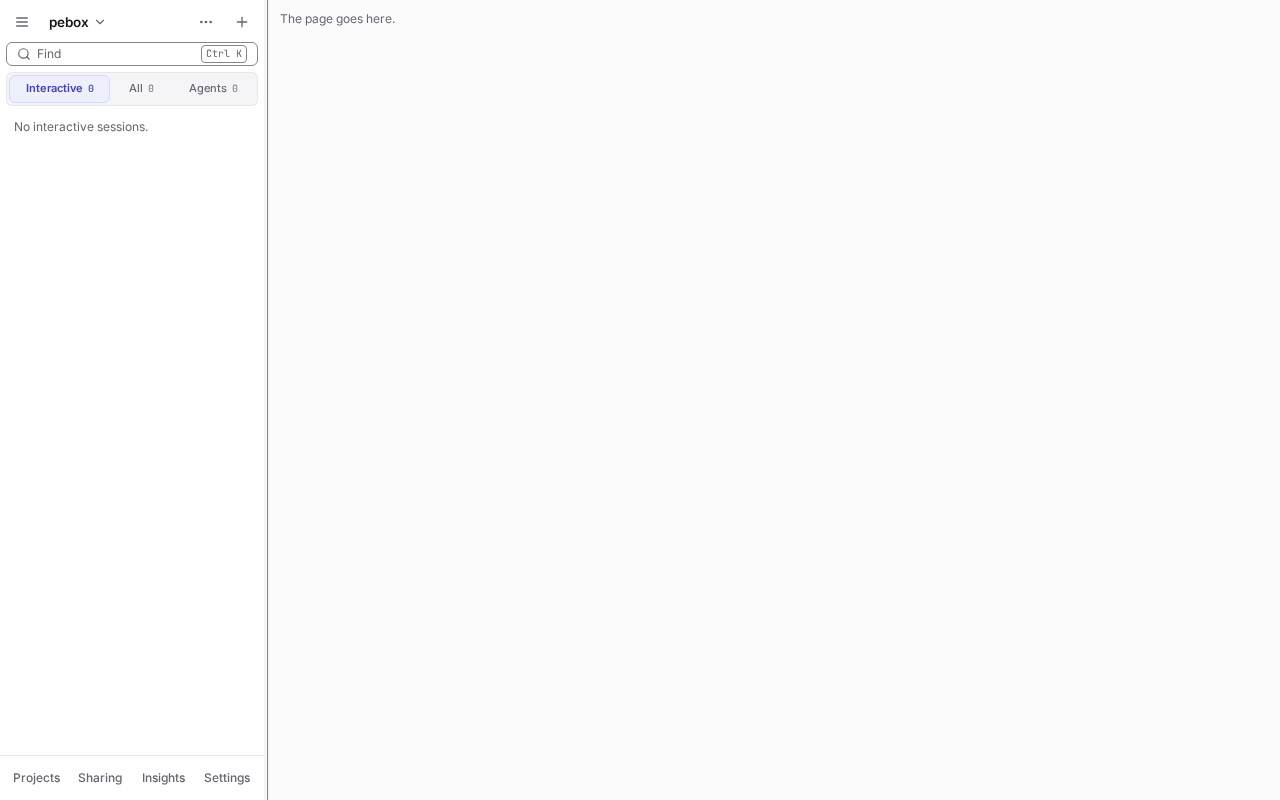 pebox
Find Ctrl K
Interactive 0 All 0 Agents 0
No interactive sessions.
Projects Sharing Insights Settings
The page goes here.